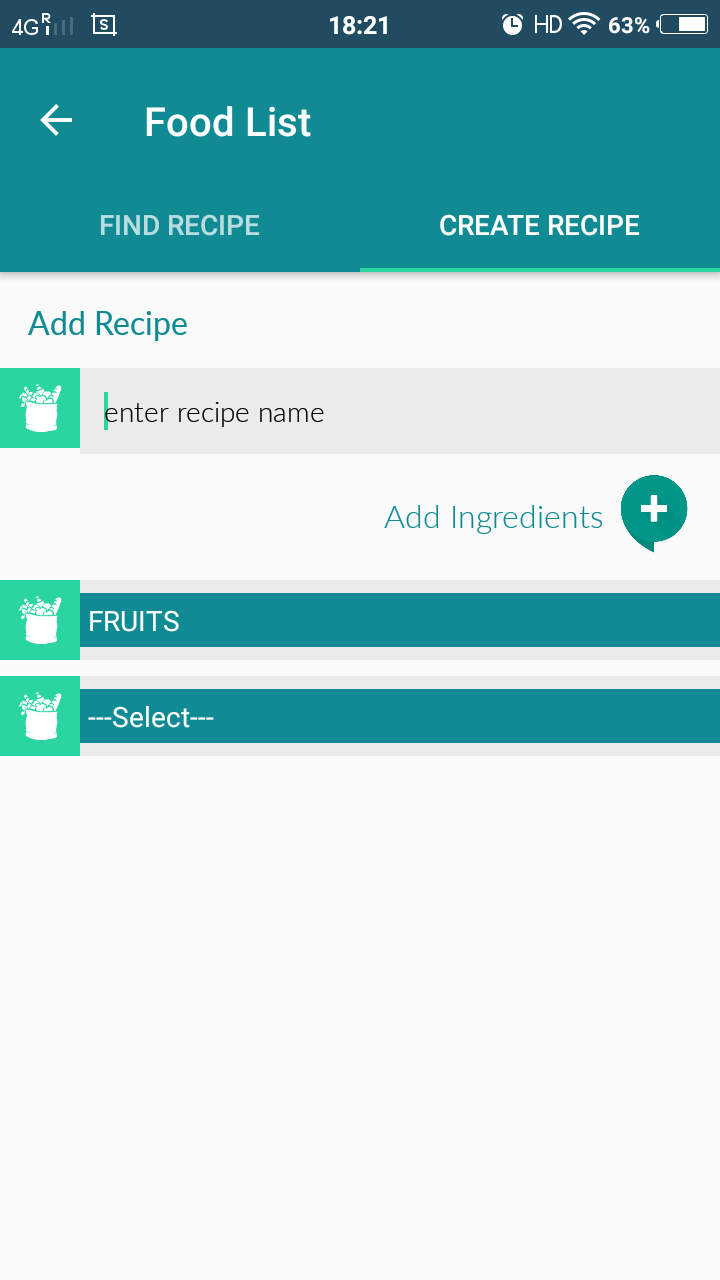 4G R 18:21 HD 63%
Food List
FIND RECIPE CREATE RECIPE
Add Recipe
enter recipe name
Add Ingredients
FRUITS
---Select---